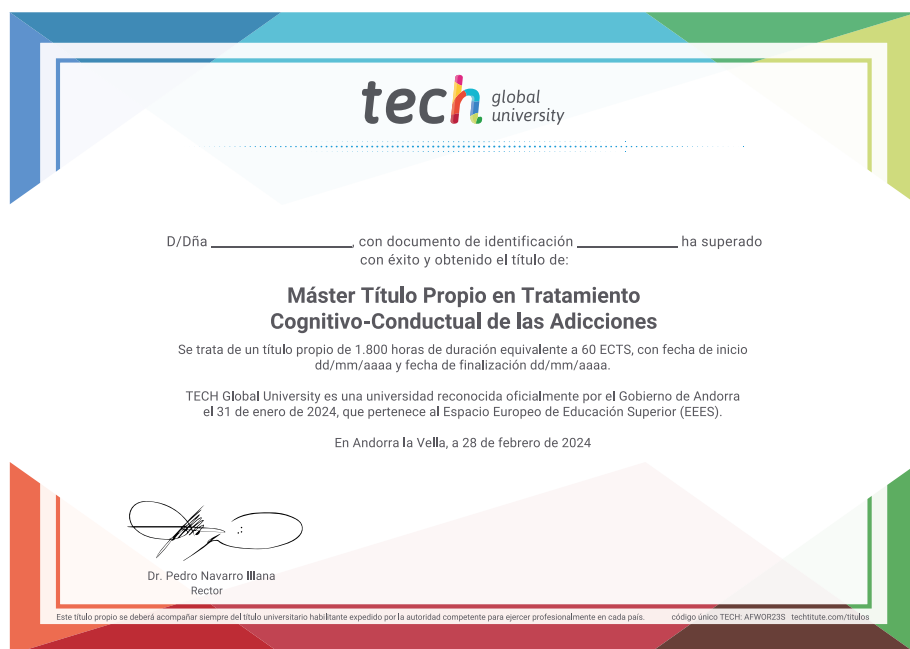 tech global university
D/Dña ____________________, con documento de identificación ______________ ha superado
con éxito y obtenido el título de:
Máster Título Propio en Tratamiento
Cognitivo-Conductual de las Adicciones
Se trata de un título propio de 1.800 horas de duración equivalente a 60 ECTS, con fecha de inicio
dd/mm/aaaa y fecha de finalización dd/mm/aaaa.
TECH Global University es una universidad reconocida oficialmente por el Gobierno de Andorra
el 31 de enero de 2024, que pertenece al Espacio Europeo de Educación Superior (EEES).
En Andorra la Vella, a 28 de febrero de 2024
Dr. Pedro Navarro Illana
Rector
Este título propio se deberá acompañar siempre del título universitario habilitante expedido por la autoridad competente para ejercer profesionalmente en cada país. código único TECH: AFWOR23S techtitute.com/titulos